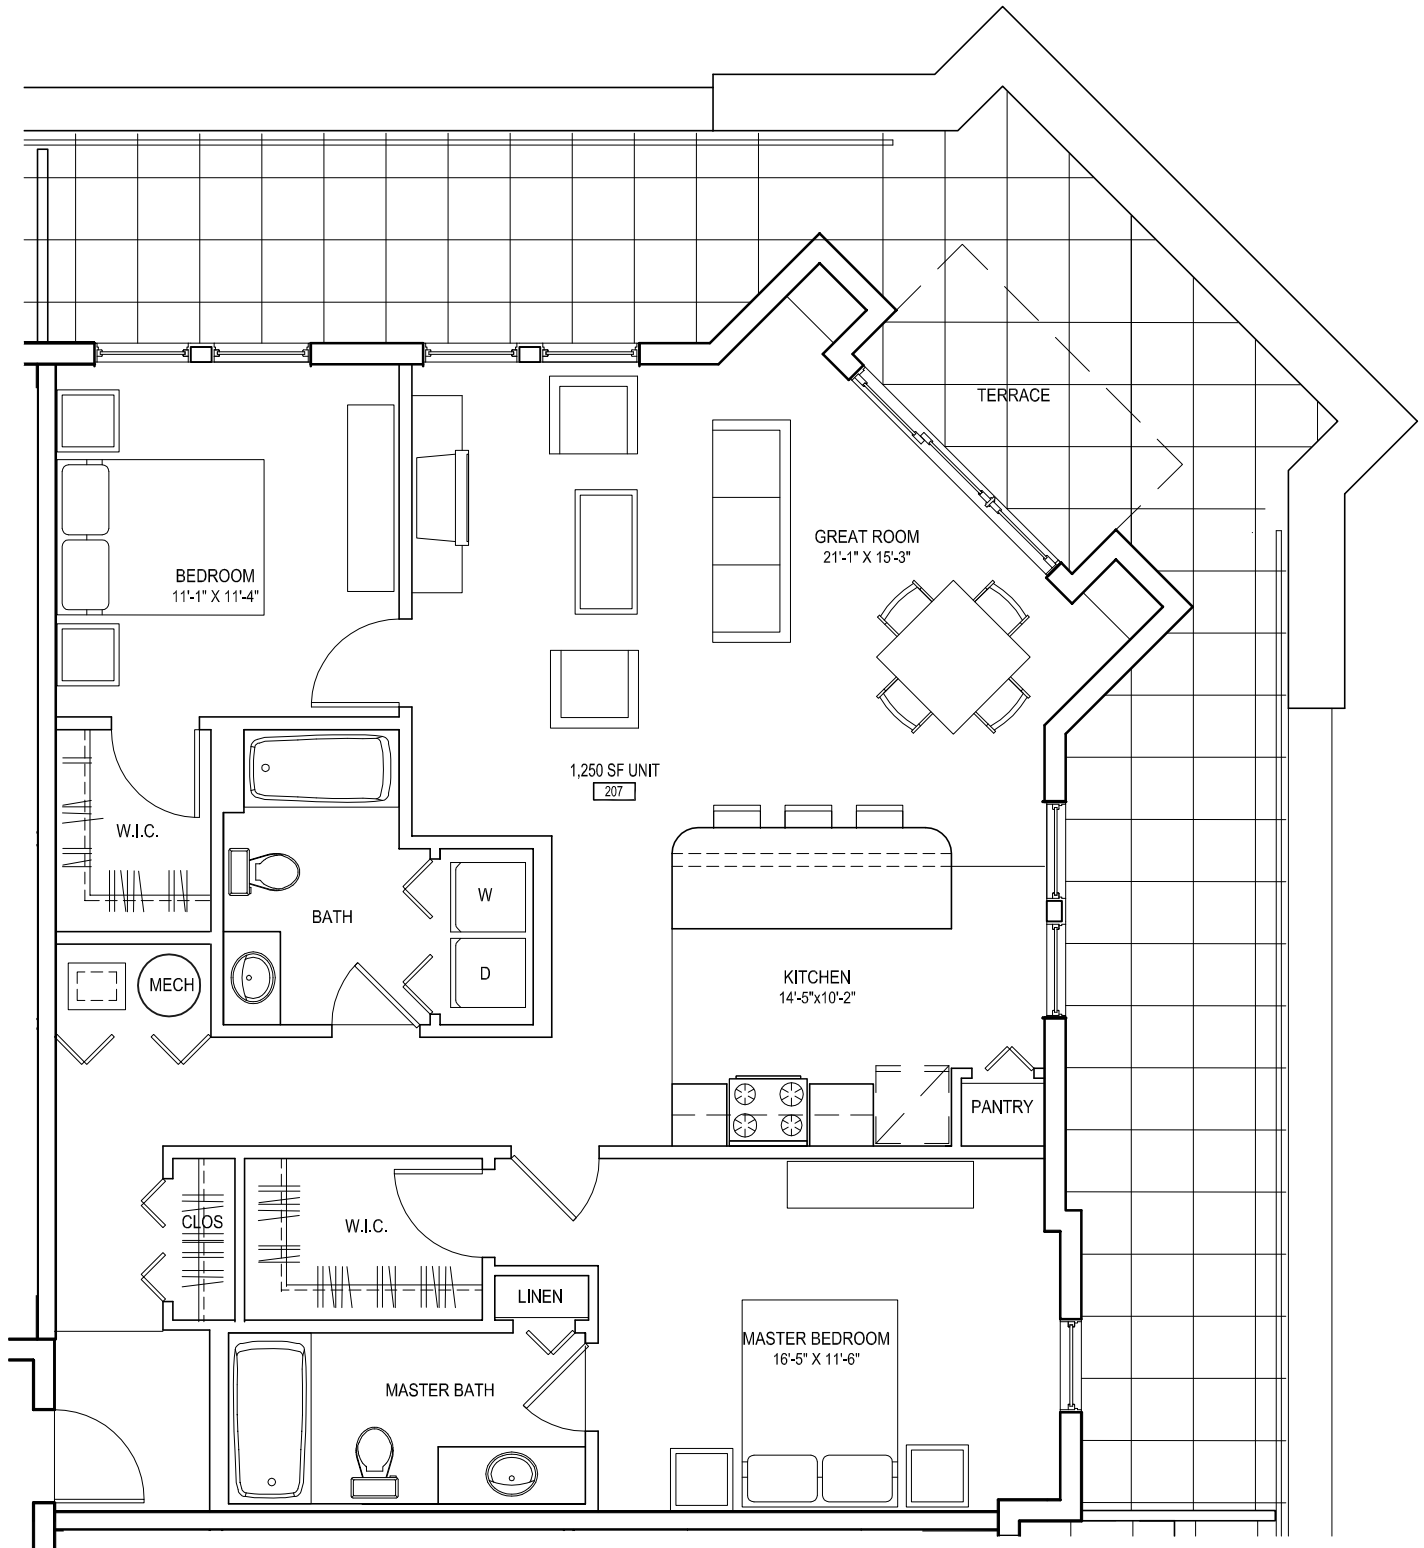 TERRACE
GREAT ROOM
21'-1" X 15'-3"
BEDROOM
11'-1" X 11'-4"
1,250 SF UNIT
207
W.I.C.
W
BATH
D
MECH
KITCHEN
14'-5"x10'-2"
PANTRY
CLOS
W.I.C.
LINEN
MASTER BEDROOM
16'-5" X 11'-6"
MASTER BATH